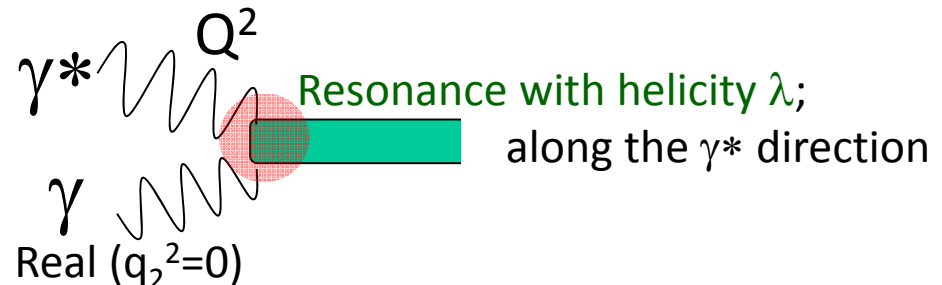 Q²
γ*
Resonance with helicity λ;
along the γ* direction
γ
Real (q₂²=0)